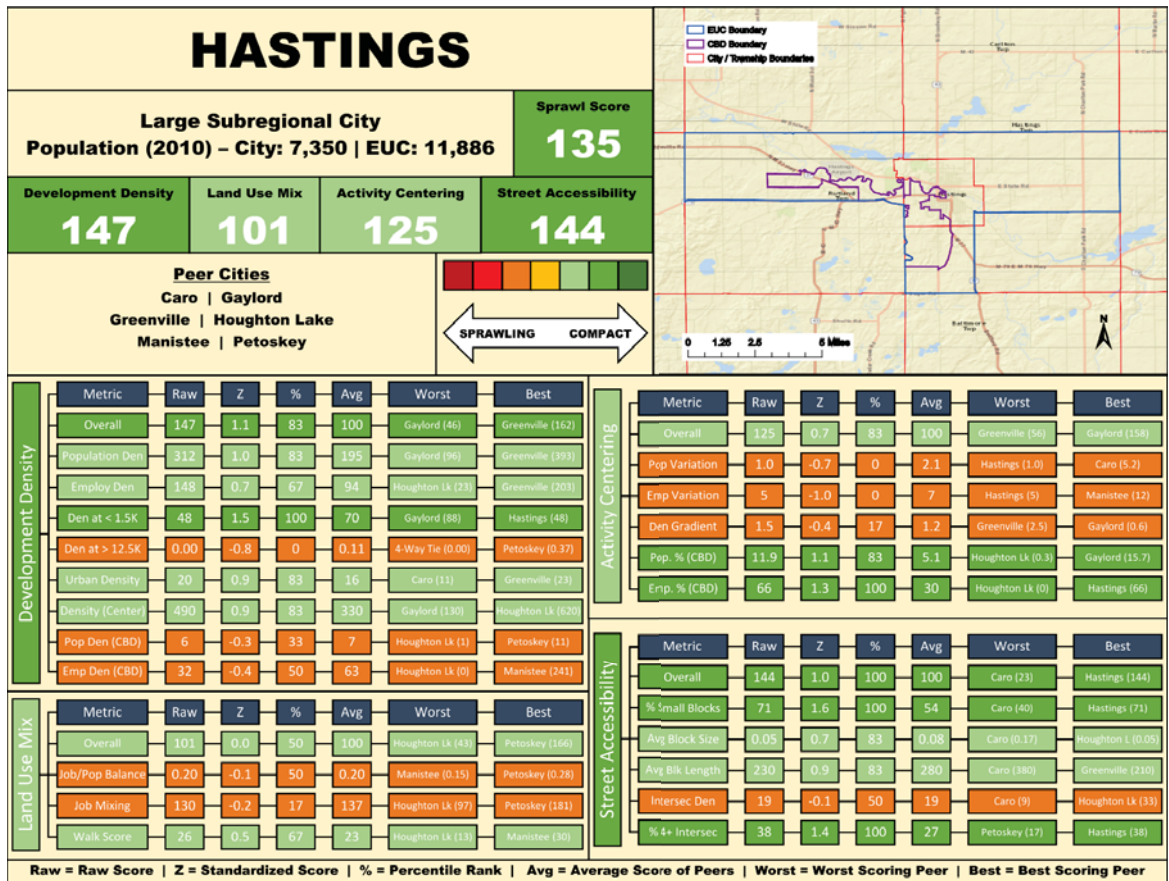 HASTINGS
Large Subregional City
Population (2010) – City: 7,350 | EUC: 11,886
Sprawl Score
135
Development Density
147
Land Use Mix
101
Activity Centering
125
Street Accessibility
144
Peer Cities
Caro | Gaylord
Greenville | Houghton Lake
Manistee | Petoskey
SPRAWLING COMPACT
EUC Boundary
CBD Boundary
City / Township Boundaries
Carlton
Twp
Hastings
Twp
Hastings
Rutland
Baltimore
Twp
0 1.25 2.5 5 Miles
N
Development Density
Metric Raw Z % Avg Worst Best
Overall 147 1.1 83 100 Gaylord (46) Greenville (162)
Population Den 312 1.0 83 195 Gaylord (96) Greenville (393)
Employ Den 148 0.7 67 94 Houghton Lk (23) Greenville (203)
Den at < 1.5K 48 1.5 100 70 Gaylord (88) Hastings (48)
Den at > 12.5K 0.00 -0.8 0 0.11 4-Way Tie (0.00) Petoskey (0.37)
Urban Density 20 0.9 83 16 Caro (11) Greenville (23)
Density (Center) 490 0.9 83 330 Gaylord (130) Houghton Lk (620)
Pop Den (CBD) 6 -0.3 33 7 Houghton Lk (1) Petoskey (11)
Emp Den (CBD) 32 -0.4 50 63 Houghton Lk (0) Manistee (241)
Land Use Mix
Metric Raw Z % Avg Worst Best
Overall 101 0.0 50 100 Houghton Lk (43) Petoskey (166)
Job/Pop Balance 0.20 -0.1 50 0.20 Manistee (0.15) Petoskey (0.28)
Job Mixing 130 -0.2 17 137 Houghton Lk (97) Petoskey (181)
Walk Score 26 0.5 67 23 Houghton Lk (13) Manistee (30)
Activity Centering
Metric Raw Z % Avg Worst Best
Overall 125 0.7 83 100 Greenville (56) Gaylord (158)
Pop Variation 1.0 -0.7 0 2.1 Hastings (1.0) Caro (5.2)
Emp Variation 5 -1.0 0 7 Hastings (5) Manistee (12)
Den Gradient 1.5 -0.4 17 1.2 Greenville (2.5) Gaylord (0.6)
Pop. % (CBD) 11.9 1.1 83 5.1 Houghton Lk (0.3) Gaylord (15.7)
Emp. % (CBD) 66 1.3 100 30 Houghton Lk (0) Hastings (66)
Street Accessibility
Metric Raw Z % Avg Worst Best
Overall 144 1.0 100 100 Caro (23) Hastings (144)
% Small Blocks 71 1.6 100 54 Caro (40) Hastings (71)
Avg Block Size 0.05 0.7 83 0.08 Caro (0.17) Houghton L (0.05)
Avg Blk Length 230 0.9 83 280 Caro (380) Greenville (210)
Intersec Den 19 -0.1 50 19 Caro (9) Houghton Lk (33)
% 4+ Intersec 38 1.4 100 27 Petoskey (17) Hastings (38)
Raw = Raw Score | Z = Standardized Score | % = Percentile Rank | Avg = Average Score of Peers | Worst = Worst Scoring Peer | Best = Best Scoring Peer